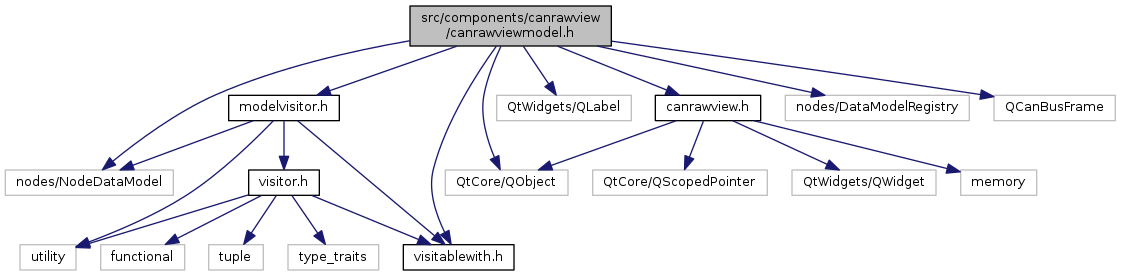 src/components/canrawview
/canrawviewmodel.h
modelvisitor.h
QtWidgets/QLabel
canrawview.h
nodes/DataModelRegistry
QCanBusFrame
nodes/NodeDataModel
visitor.h
QtCore/QObject
QtCore/QScopedPointer
QtWidgets/QWidget
memory
utility
functional
tuple
type_traits
visitablewith.h